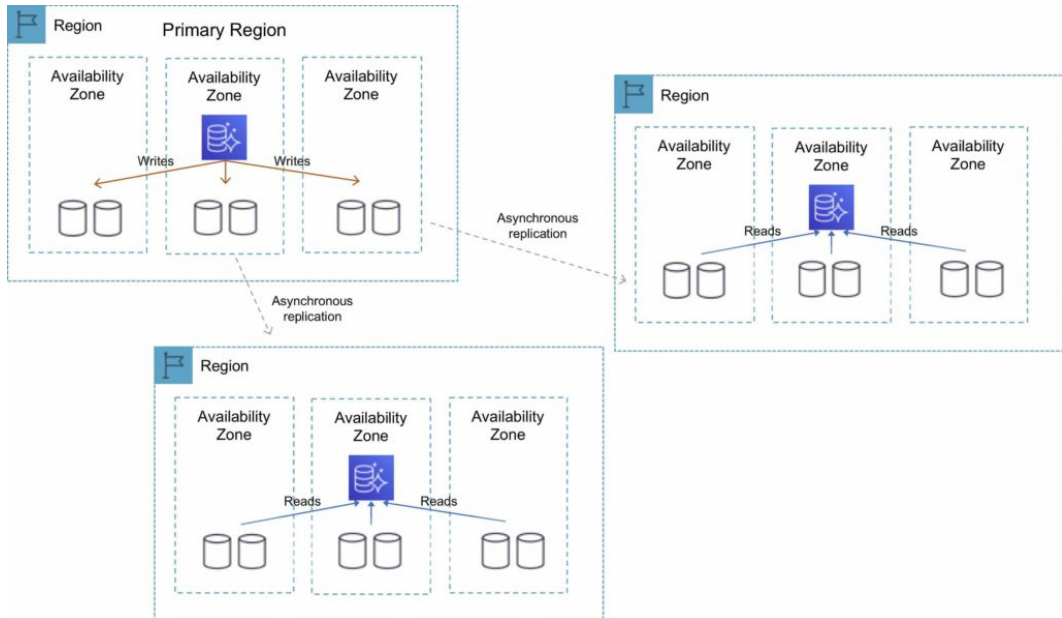 Region
Primary Region
Availability
Zone
Availability
Zone
Availability
Zone
Writes
Writes
Asynchronous
replication
Asynchronous
replication
Region
Availability
Zone
Availability
Zone
Availability
Zone
Reads
Reads
Region
Availability
Zone
Availability
Zone
Availability
Zone
Reads
Reads